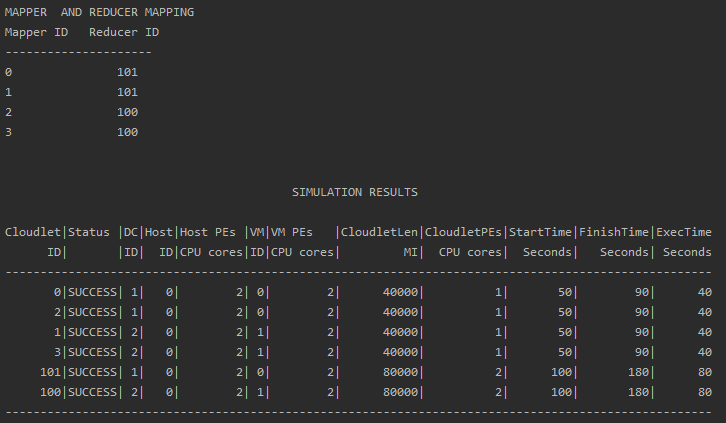 MAPPER  AND REDUCER MAPPING
Mapper ID   Reducer ID
---------------------
0               101
1               101
2               100
3               100
SIMULATION RESULTS
Cloudlet|Status |DC|Host|Host PEs |VM|VM PEs   |CloudletLen|CloudletPEs|StartTime|FinishTime|ExecTime
      ID|       |ID|  ID|CPU cores|ID|CPU cores|         MI|  CPU cores|  Seconds|   Seconds| Seconds
-----------------------------------------------------------------------------------------------------
       0|SUCCESS| 1|   0|        2| 0|        2|      40000|          1|       50|        90|      40
       2|SUCCESS| 1|   0|        2| 0|        2|      40000|          1|       50|        90|      40
       1|SUCCESS| 2|   0|        2| 1|        2|      40000|          1|       50|        90|      40
       3|SUCCESS| 2|   0|        2| 1|        2|      40000|          1|       50|        90|      40
     101|SUCCESS| 1|   0|        2| 0|        2|      80000|          2|      100|       180|      80
     100|SUCCESS| 2|   0|        2| 1|        2|      80000|          2|      100|       180|      80
-----------------------------------------------------------------------------------------------------